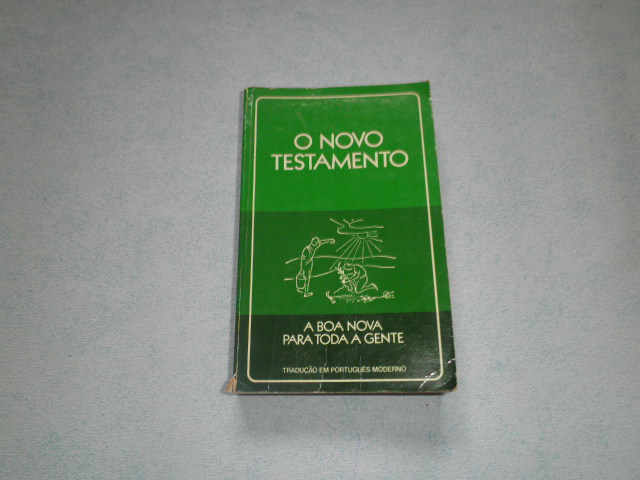 O NOVO
TESTAMENTO
A BOA NOVA
PARA TODA A GENTE
TRADUÇÃO EM PORTUGUÊS MODERNO